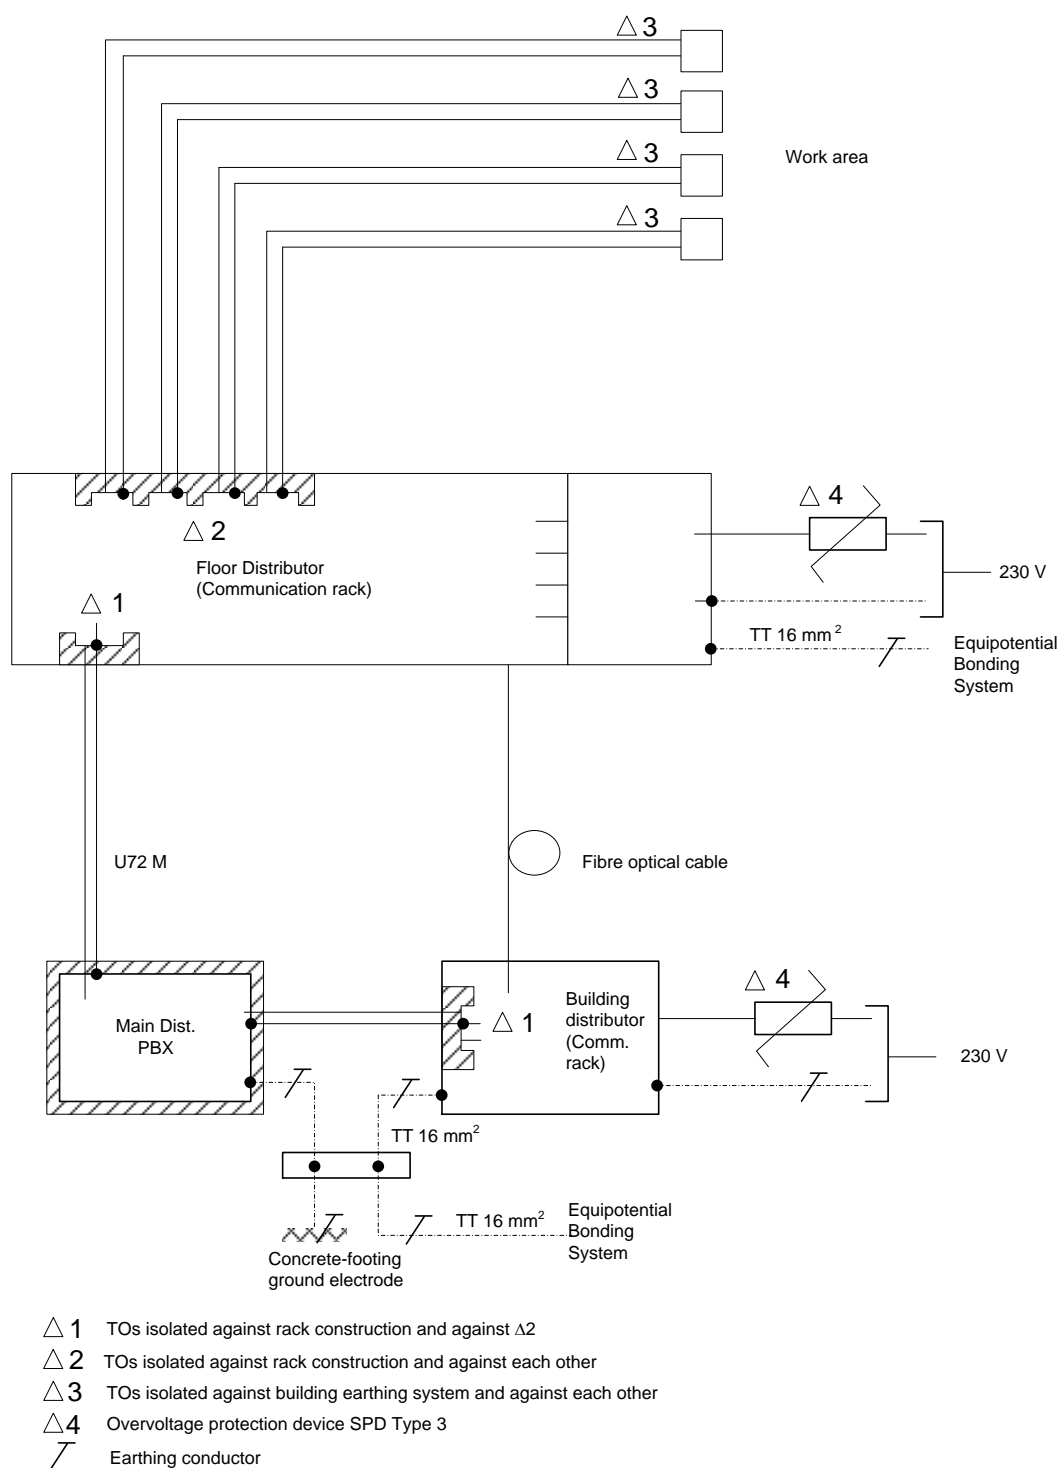 △ 3
△ 3
Work area
△ 3
△ 3
△ 4
△ 2
Floor Distributor
(Communication rack)
230 V
△ 1
TT 16 mm²
Equipotential
Bonding
System
U72 M
Fibre optical cable
△ 4
Building
distributor
(Comm.
rack)
△ 1
Main Dist.
PBX
230 V
TT 16 mm²
TT 16 mm²
Equipotential
Bonding
System
Concrete-footing
ground electrode
△ 1 TOs isolated against rack construction and against Δ2
△ 2 TOs isolated against rack construction and against each other
△ 3 TOs isolated against building earthing system and against each other
△ 4 Overvoltage protection device SPD Type 3
Earthing conductor